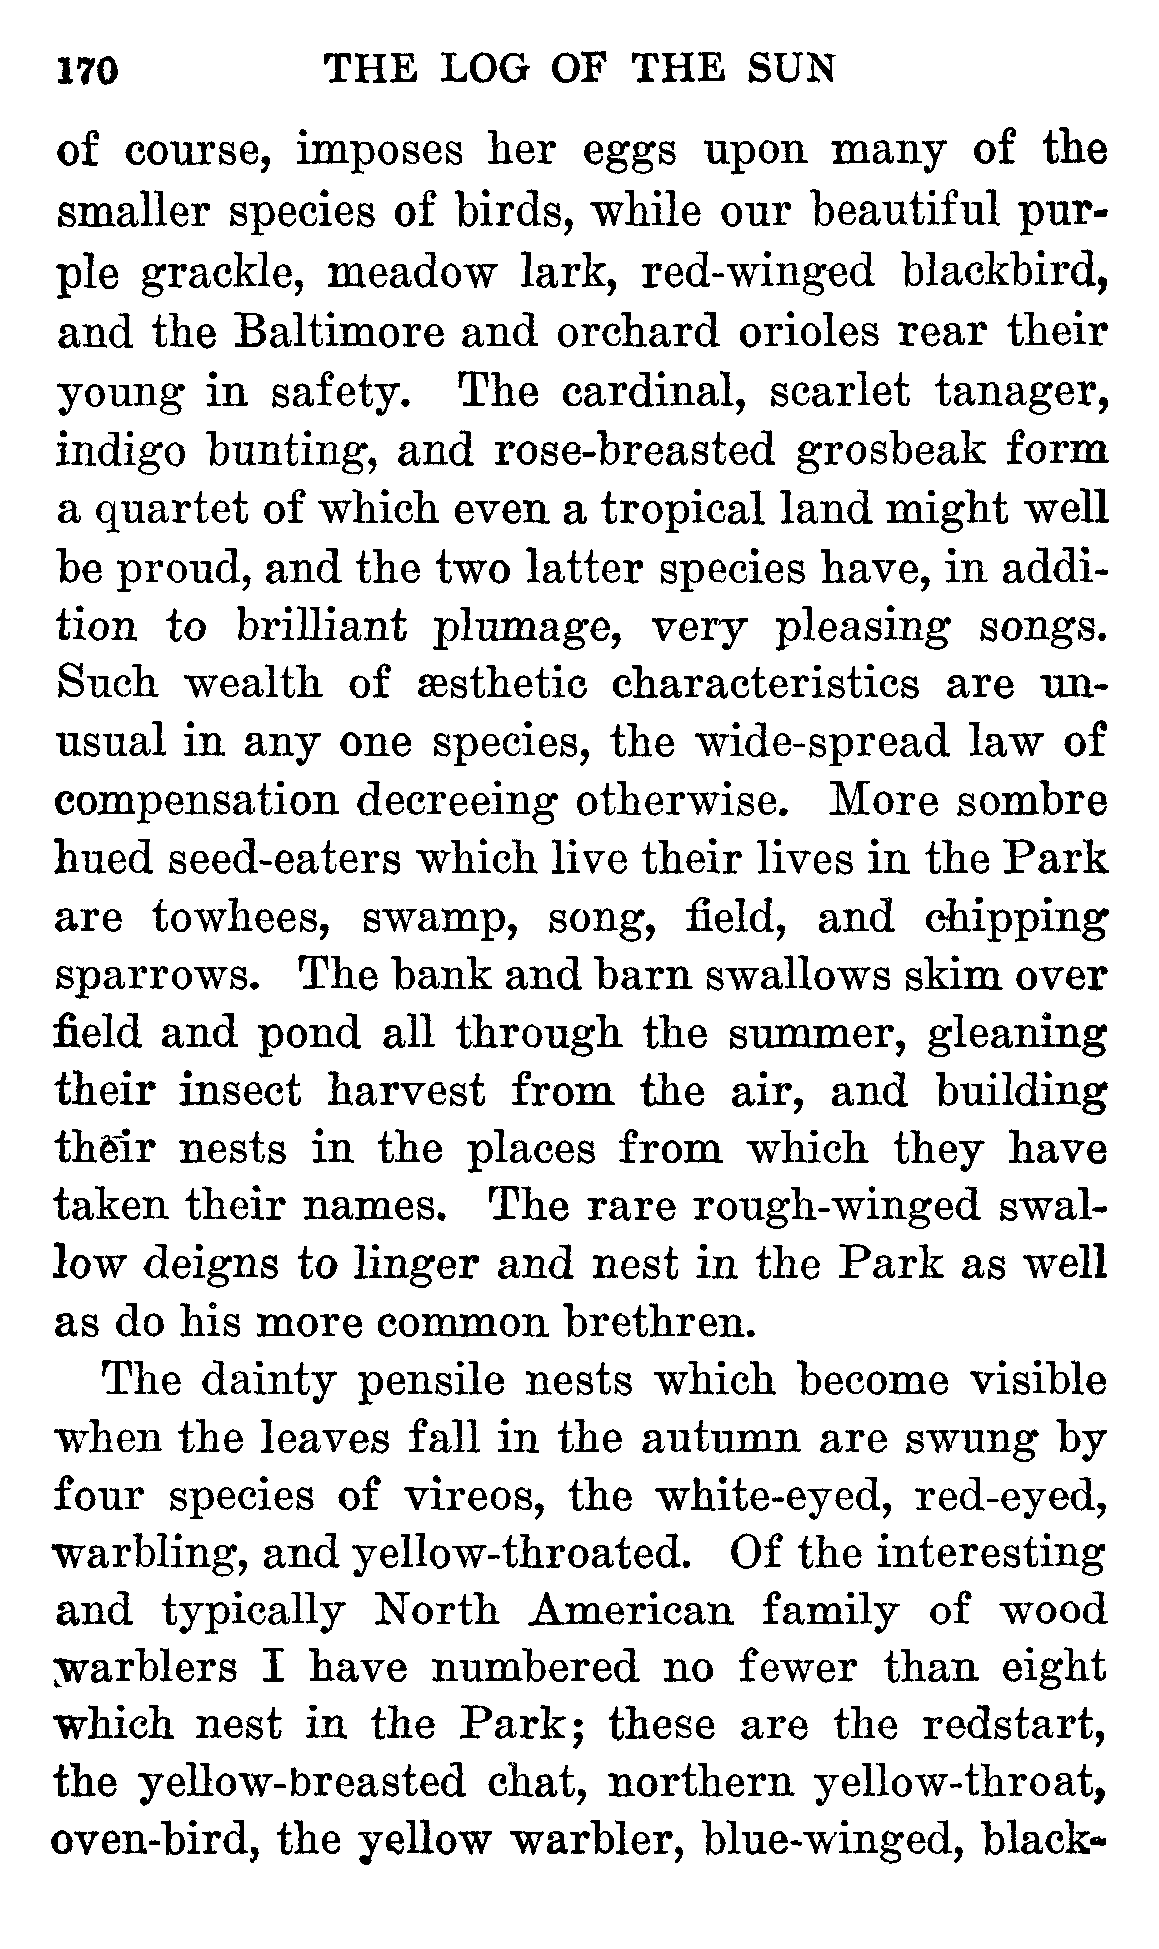 170 THE LOG OF THE SUN
of course, imposes her eggs upon many of the
smaller species of birds, while our beautiful pur-
ple grackle, meadow lark, red-winged blackbird,
and the Baltimore and orchard orioles rear their
young in safety. The cardinal, scarlet tanager,
indigo bunting, and rose-breasted grosbeak form
a quartet of which even a tropical land might well
be proud, and the two latter species have, in addi-
tion to brilliant plumage, very pleasing songs.
Such wealth of æsthetic characteristics are un-
usual in any one species, the wide-spread law of
compensation decreeing otherwise. More sombre
hued seed-eaters which live their lives in the Park
are towhees, swamp, song, field, and chipping
sparrows. The bank and barn swallows skim over
field and pond all through the summer, gleaning
their insect harvest from the air, and building
their nests in the places from which they have
taken their names. The rare rough-winged swal-
low deigns to linger and nest in the Park as well
as do his more common brethren.
The dainty pensile nests which become visible
when the leaves fall in the autumn are swung by
four species of vireos, the white-eyed, red-eyed,
warbling, and yellow-throated. Of the interesting
and typically North American family of wood
warblers I have numbered no fewer than eight
which nest in the Park; these are the redstart,
the yellow-breasted chat, northern yellow-throat,
oven-bird, the yellow warbler, blue-winged, black-